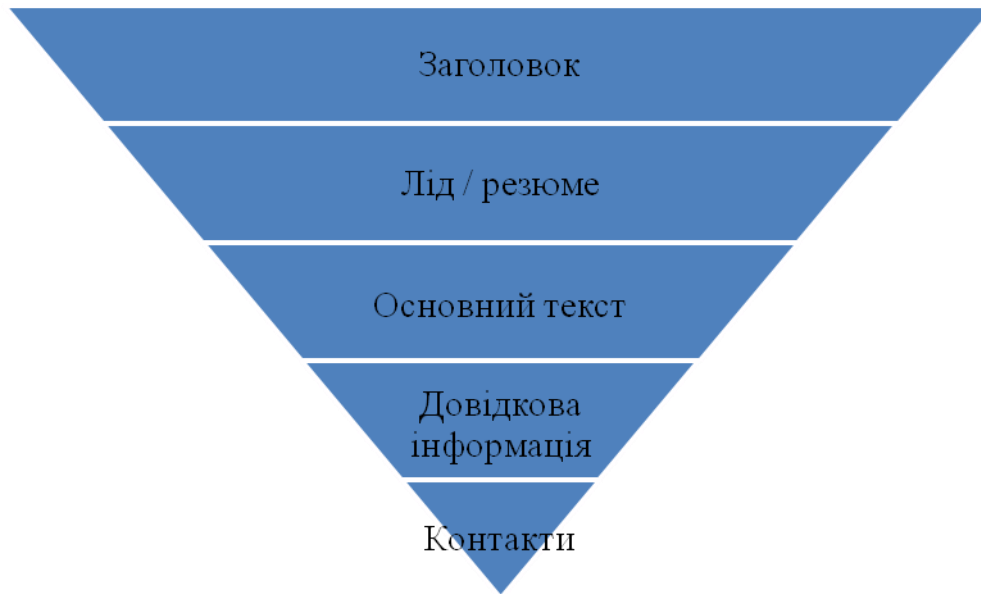 Заголовок
Лід / резюме
Основний текст
Довідкова
інформація
Контакти